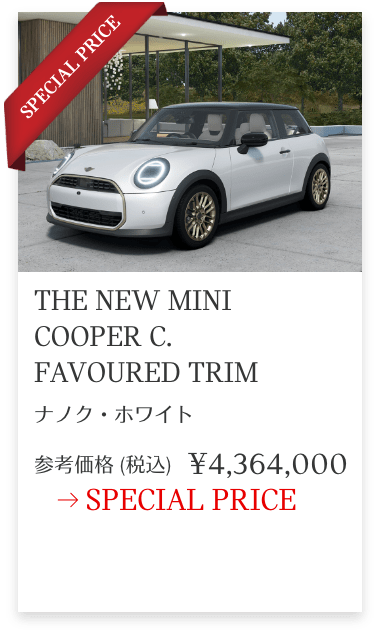 SPECIAL PRICE
THE NEW MINI
COOPER C.
FAVOURED TRIM
ナノク・ホワイト
参考価格 (税込) ¥4,364,000
→ SPECIAL PRICE